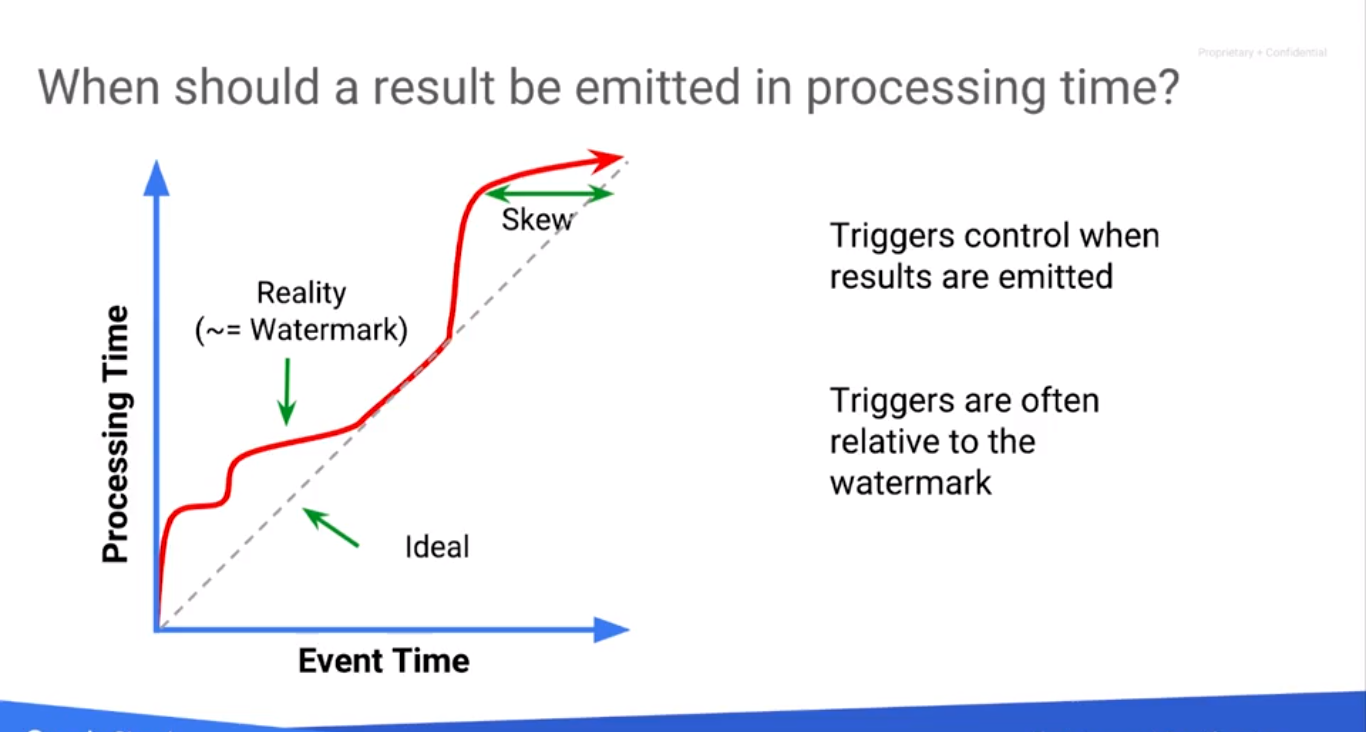 Proprietary + Confidential
When should a result be emitted in processing time?
Skew
Reality
(~= Watermark)
Ideal
Processing Time
Event Time
Triggers control when
results are emitted
Triggers are often
relative to the
watermark